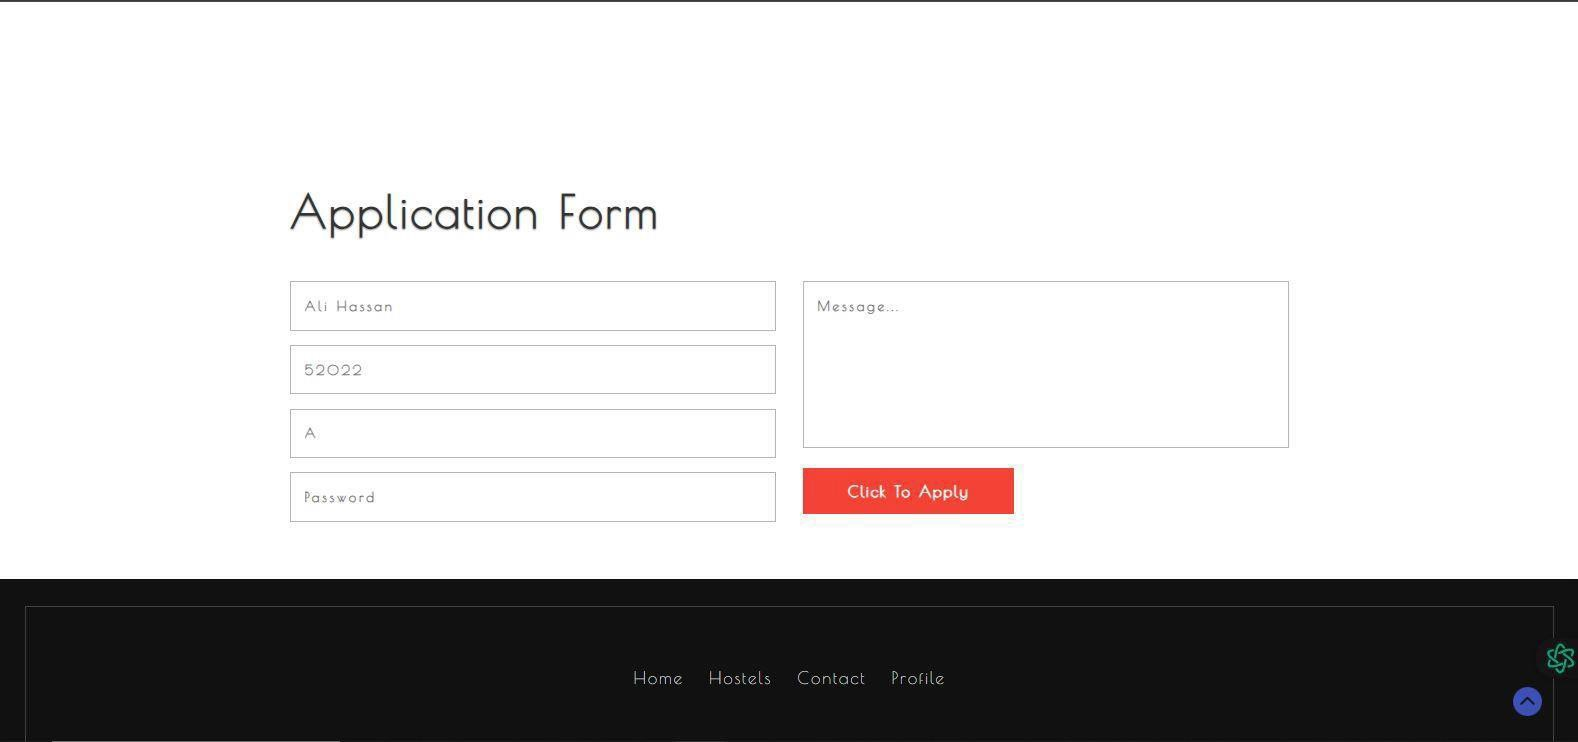 Application Form
Ali Hassan
52022
A
Password
Message...
Click To Apply
Home Hostels Contact Profile